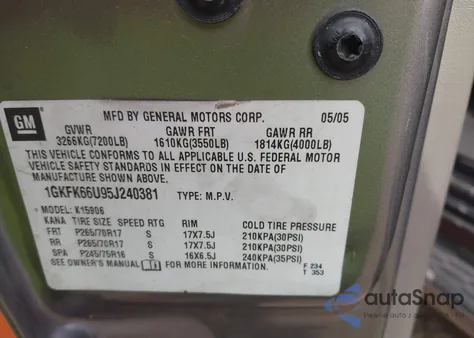 GM
MFD BY GENERAL MOTORS CORP. 05/05
GVWR GAWR FRT GAWR RR
3266KG(7200LB) 1610KG(3550LB) 1814KG(4000LB)
THIS VEHICLE CONFORMS TO ALL APPLICABLE U.S. FEDERAL MOTOR
VEHICLE SAFETY STANDARDS IN EFFECT ON THE DATE OF
MANUFACTURE SHOWN ABOVE.
1GKFK66U95J240381 TYPE: M.P.V.
MODEL: K15906
KANA TIRE SIZE SPEED RTG RIM COLD TIRE PRESSURE
FRT P265/70R17 S 17X7.5J 210KPA(30PSI)
RR P265/70R17 S 17X7.5J 210KPA(30PSI)
SPA P245/75R16 S 16X6.5J 240KPA(35PSI)
SEE OWNER'S MANUAL FOR MORE INFORMATION. F 234
T 353
autaSnap